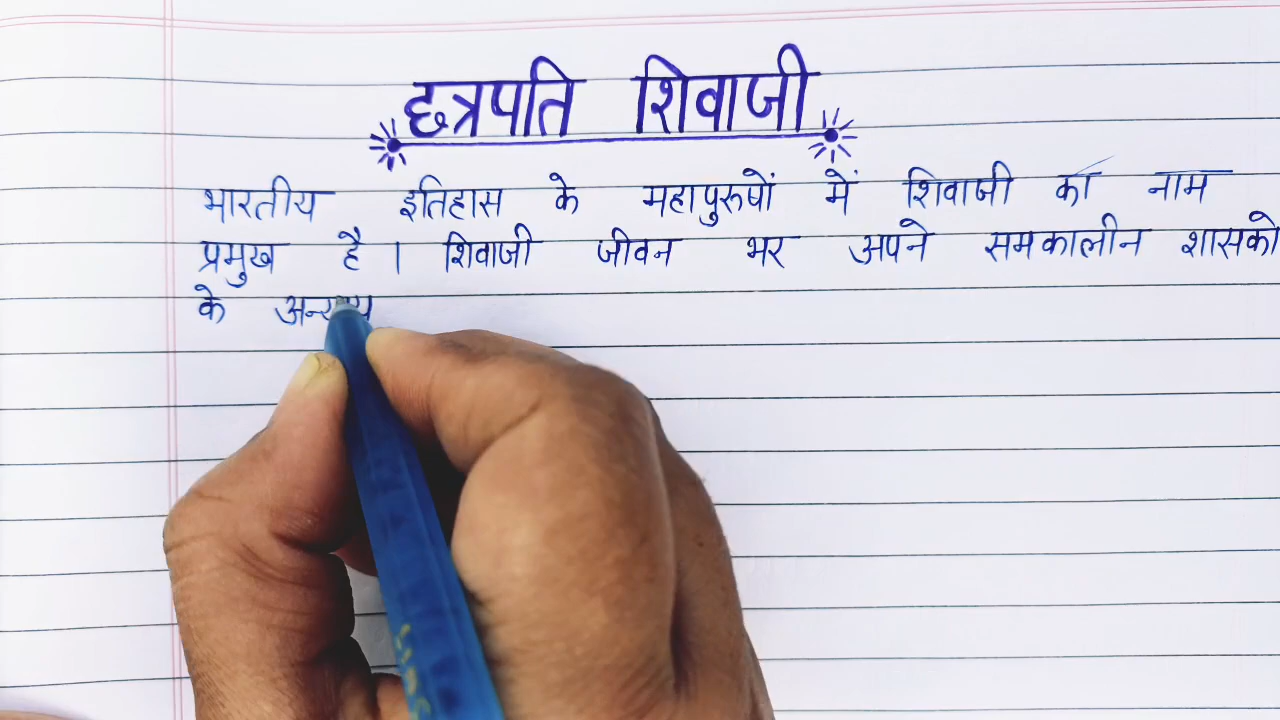 छत्रपति शिवाजी
भारतीय इतिहास के महापुरुषों में शिवाजी का नाम
प्रमुख है। शिवाजी जीवन भर अपने समकालीन शासको
के